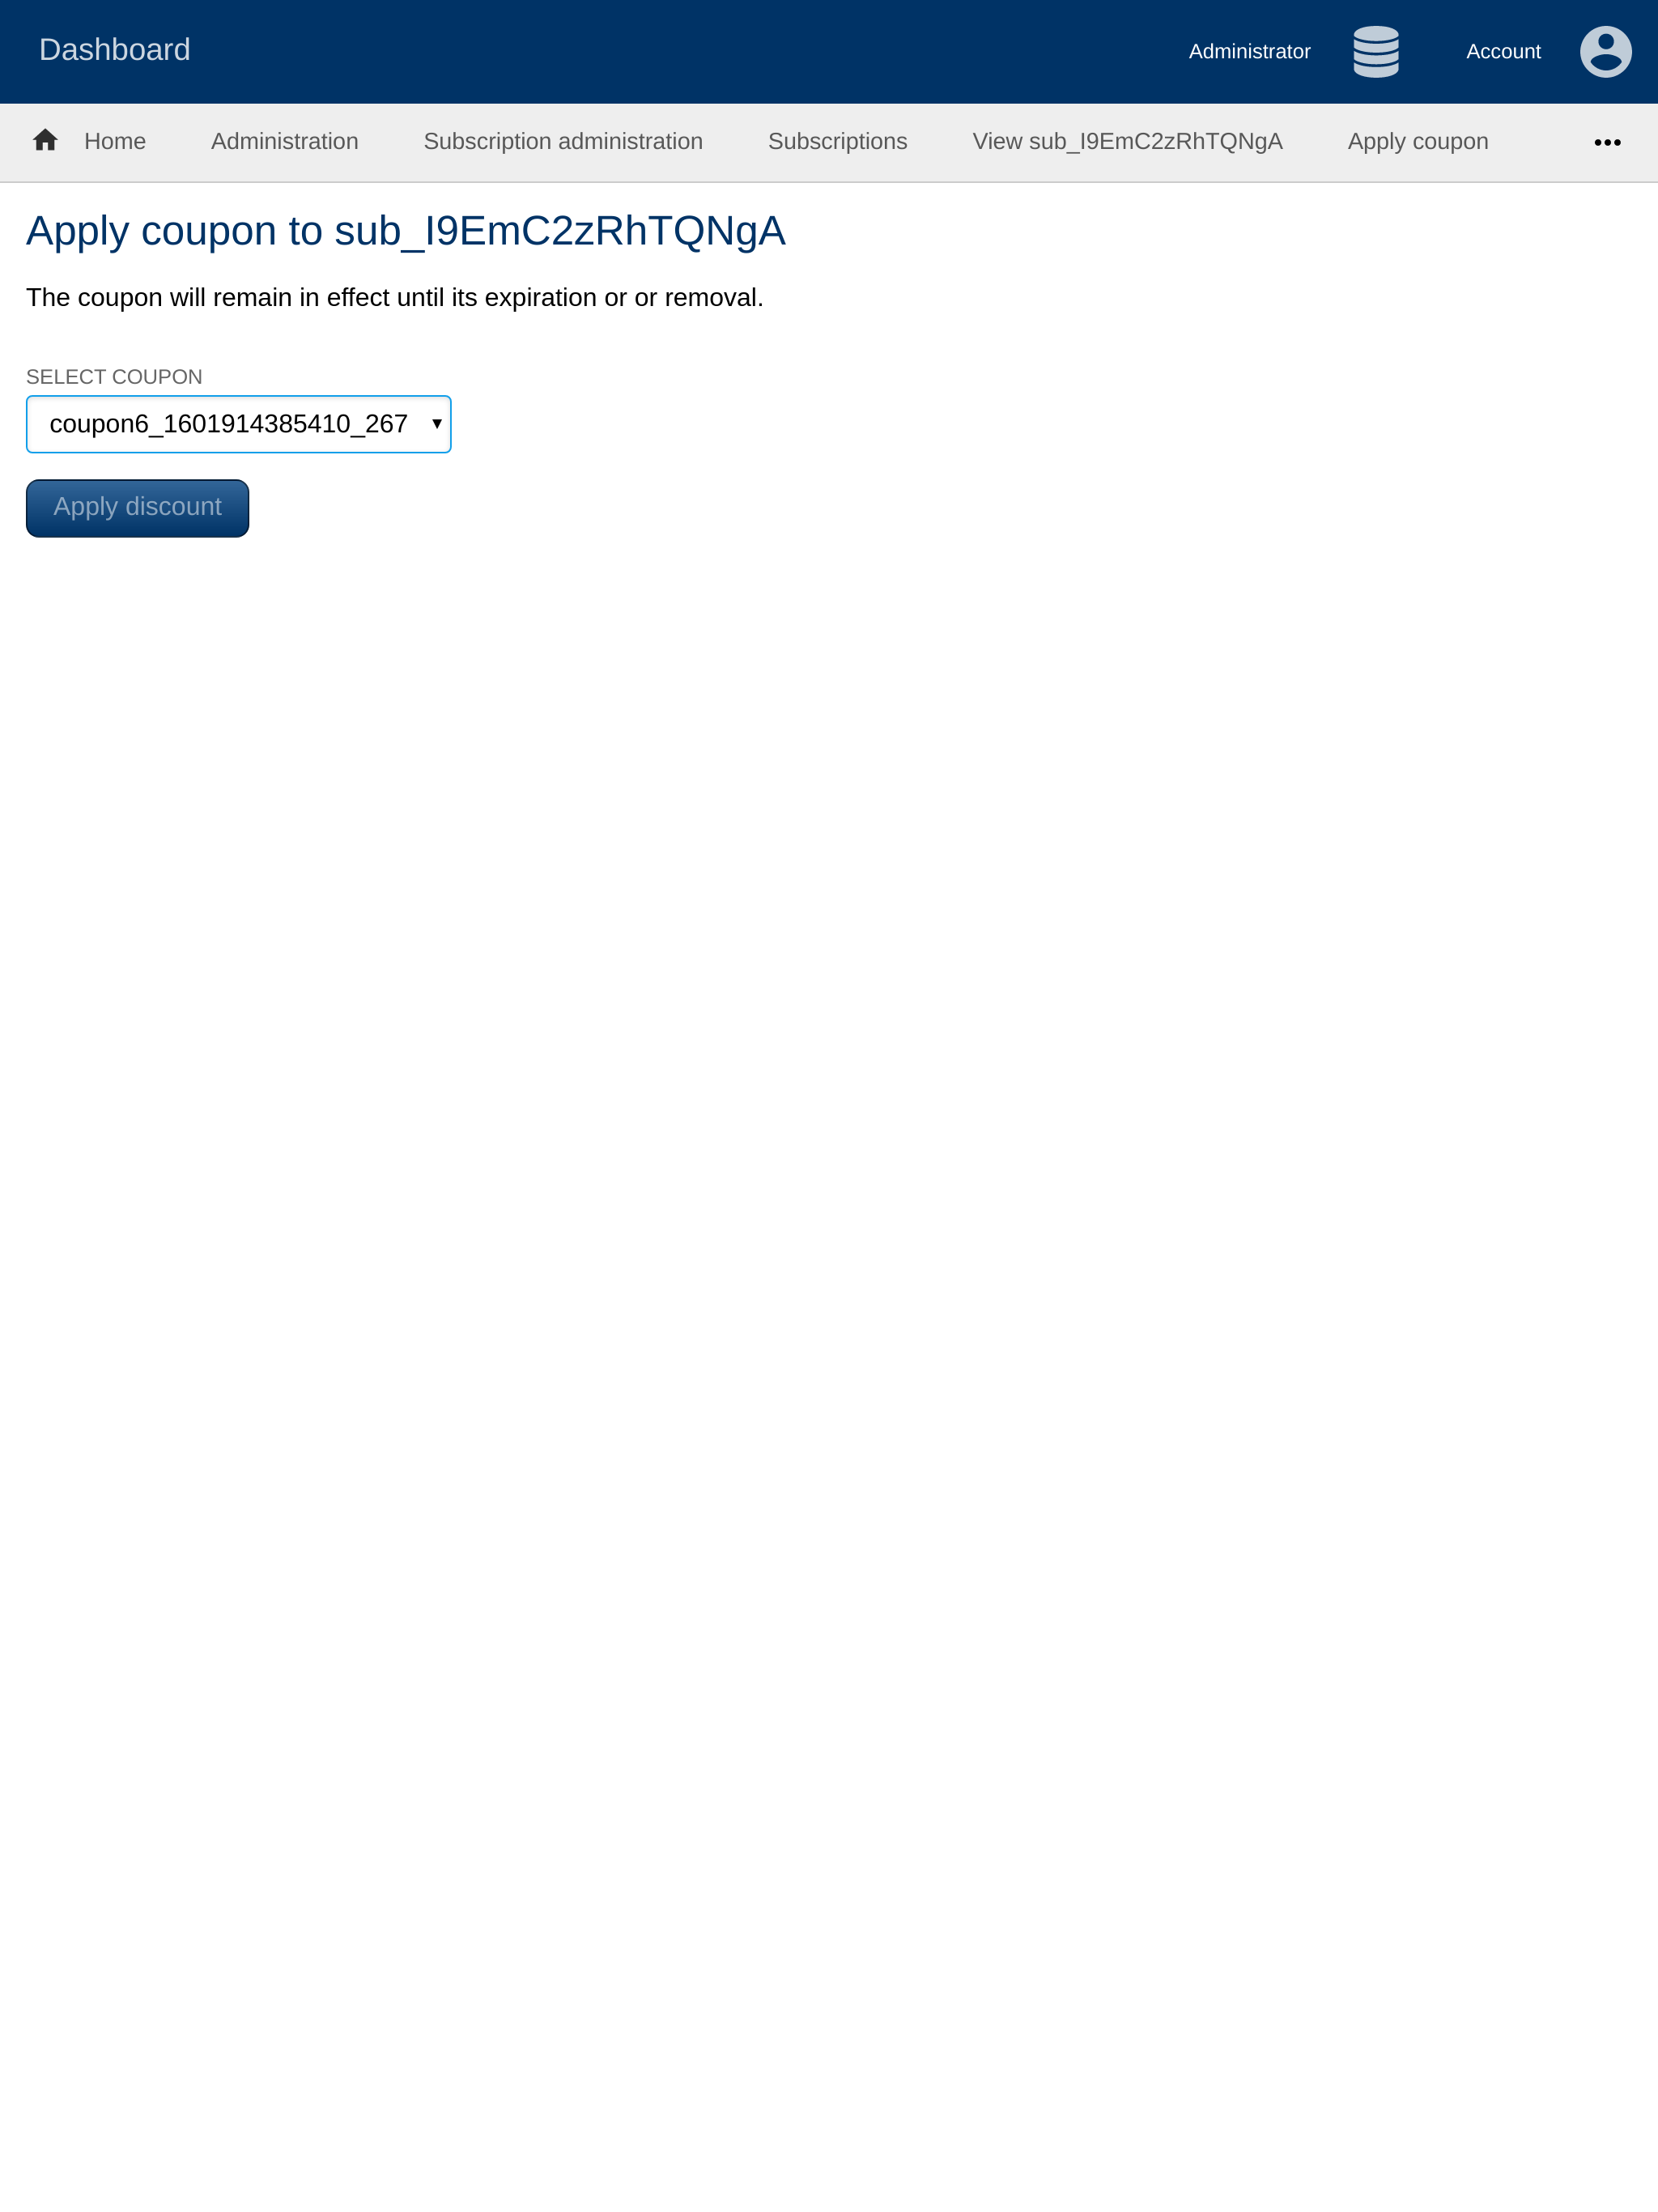 Dashboard
Administrator
Account
Home
Administration
Subscription administration
Subscriptions
View sub_I9EmC2zRhTQNgA
Apply coupon
Apply coupon to sub_I9EmC2zRhTQNgA
The coupon will remain in effect until its expiration or or removal.
SELECT COUPON
coupon6_1601914385410_267
Apply discount